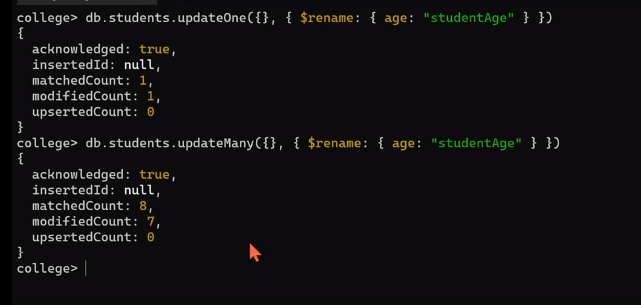 college> db.students.updateOne({}, { $rename: { age: "studentAge" } })
{
  acknowledged: true,
  insertedId: null,
  matchedCount: 1,
  modifiedCount: 1,
  upsertedCount: 0
}
college> db.students.updateMany({}, { $rename: { age: "studentAge" } })
{
  acknowledged: true,
  insertedId: null,
  matchedCount: 8,
  modifiedCount: 7,
  upsertedCount: 0
}
college>